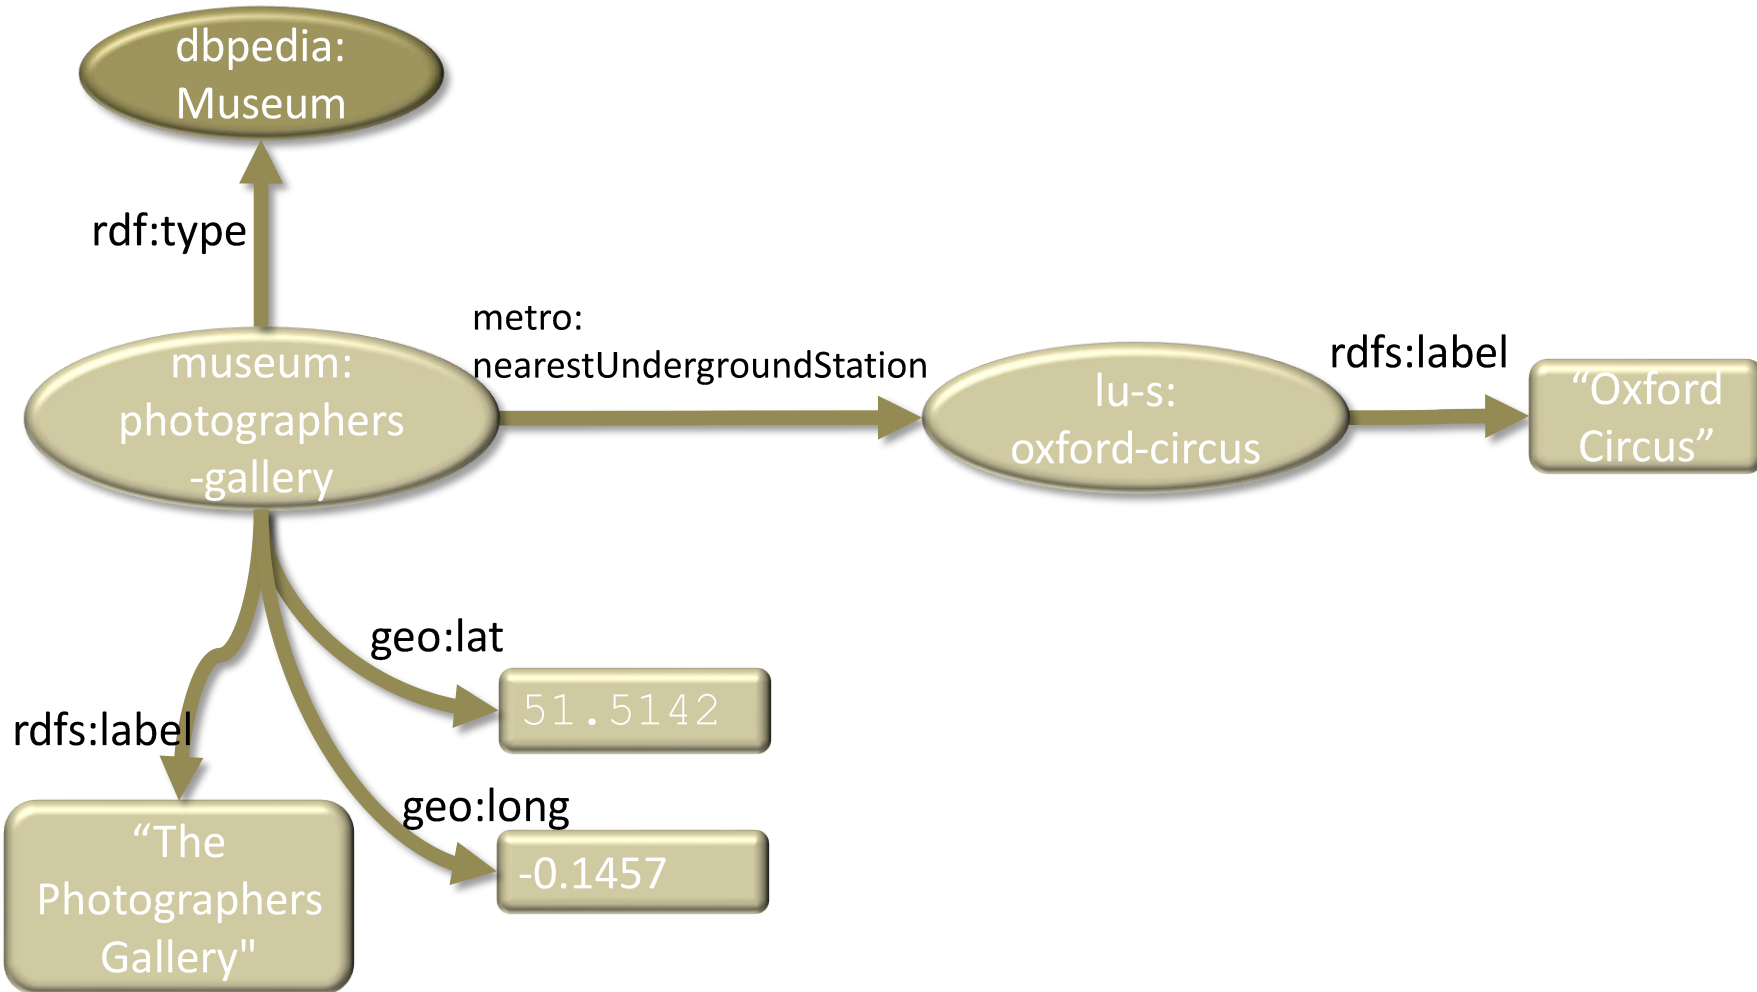 dbpedia:
Museum
rdf:type
metro:
nearestUndergroundStation
museum:
photographers
-gallery
lu-s:
oxford-circus
rdfs:label
“Oxford
Circus”
geo:lat
51.5142
rdfs:label
geo:long
-0.1457
“The
Photographers
Gallery"